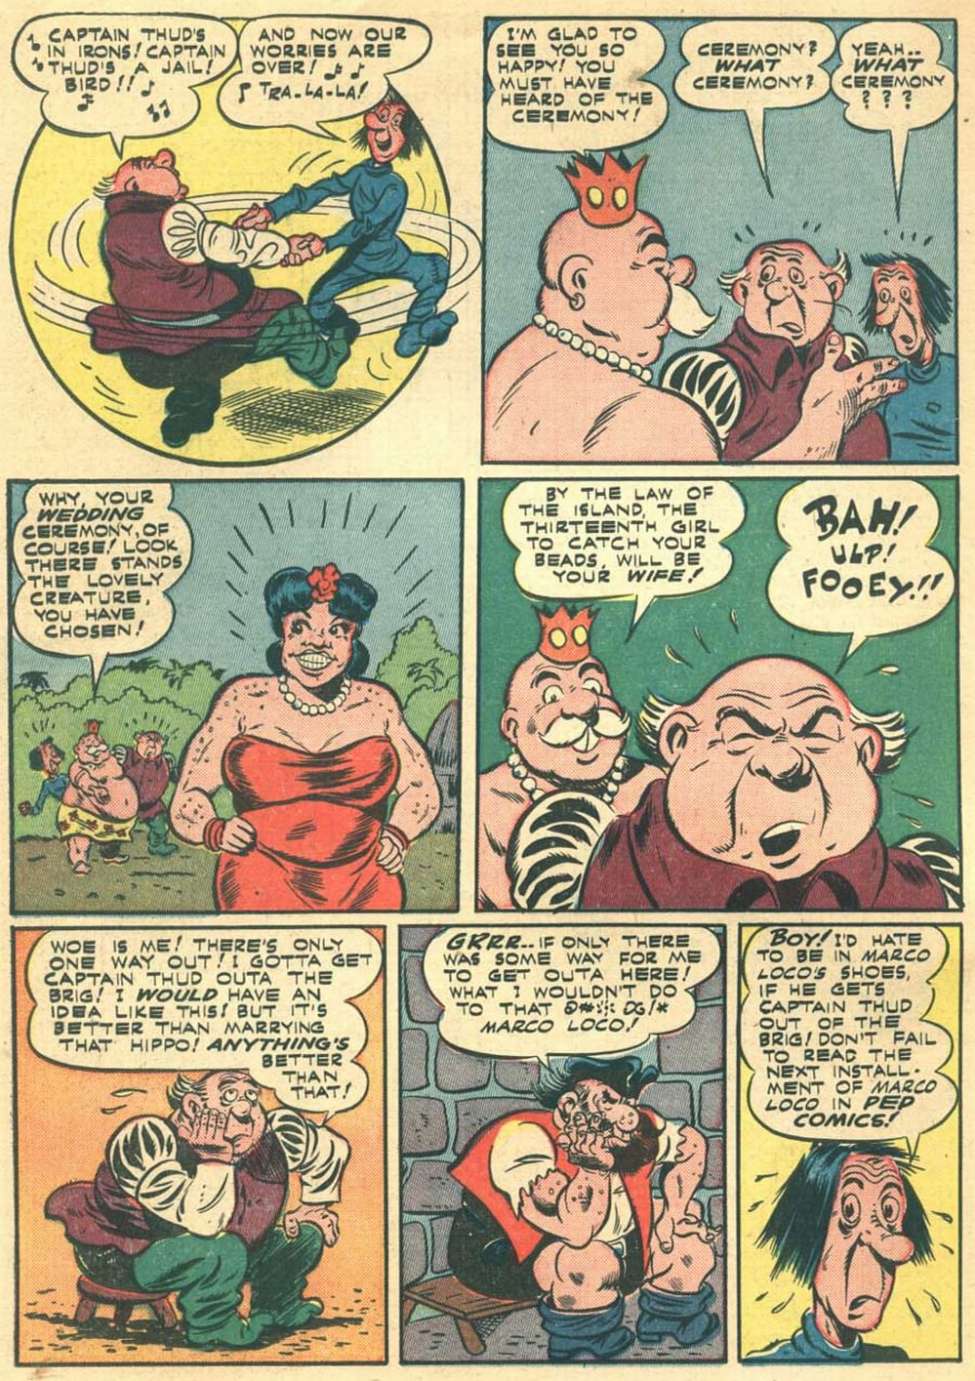 CAPTAIN THUD'S
IN IRONS! CAPTAIN
THUD'S A JAIL!
BIRD!!
AND NOW OUR
WORRIES ARE
OVER!
TRA-LA-LA!
I'M GLAD TO
SEE YOU SO
HAPPY! YOU
MUST HAVE
HEARD OF THE
CEREMONY!
CEREMONY?
WHAT
CEREMONY?
YEAH..
WHAT
CEREMONY
???
WHY, YOUR
WEDDING
CEREMONY, OF
COURSE! LOOK
THERE STANDS
THE LOVELY
CREATURE,
YOU HAVE
CHOSEN!
BY THE LAW OF
THE ISLAND, THE
THIRTEENTH GIRL
TO CATCH YOUR
BEADS, WILL BE
YOUR WIFE!
BAH!
ULP!
FOOEY!!
WOE IS ME! THERE'S ONLY
ONE WAY OUT! I GOTTA GET
CAPTAIN THUD OUTA THE
BRIG! I WOULD HAVE AN
IDEA LIKE THIS! BUT IT'S
BETTER THAN MARRYING
THAT HIPPO! ANYTHING'S
BETTER
THAN
THAT!
GRRR.. IF ONLY THERE
WAS SOME WAY FOR ME
TO GET OUTA HERE!
WHAT I WOULDN'T DO
TO THAT
MARCO LOCO!
BOY! I'D HATE
TO BE IN MARCO
LOCO'S SHOES,
IF HE GETS
CAPTAIN THUD
OUT OF THE
BRIG! DON'T FAIL
TO READ THE
NEXT INSTALL-
MENT OF MARCO
LOCO IN PEP
COMICS!